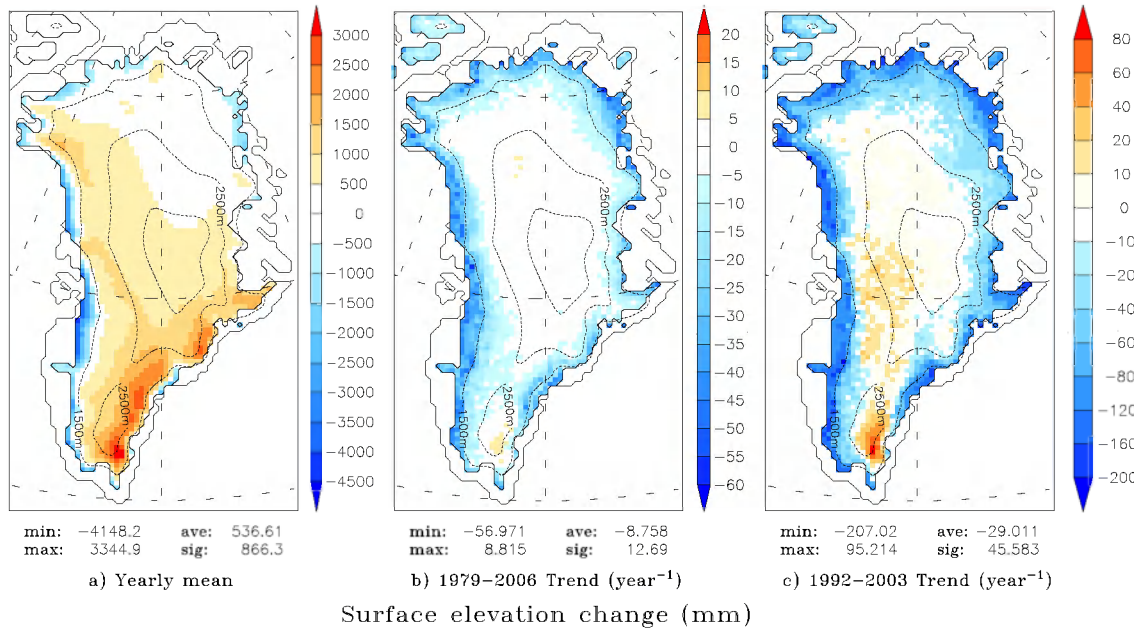 3000
2500
2000
1500
1000
500
0
−500
−1000
−1500
−2000
−2500
−3000
−3500
−4000
−4500
2500m
2500m
1500m
min: −4148.2 ave: 536.61
max: 3344.9 sig: 866.3
a) Yearly mean
20
15
10
5
0
−5
−10
−15
−20
−25
−30
−35
−40
−45
−50
−55
−60
2500m
2500m
1500m
min: −56.971 ave: −8.758
max: 8.815 sig: 12.69
b) 1979−2006 Trend (year⁻¹)
80
60
40
20
10
0
−10
−20
−40
−60
−80
−100
−120
−160
−200
2500m
2500m
1500m
min: −207.02 ave: −29.011
max: 95.214 sig: 45.583
c) 1992−2003 Trend (year⁻¹)
Surface elevation change (mm)